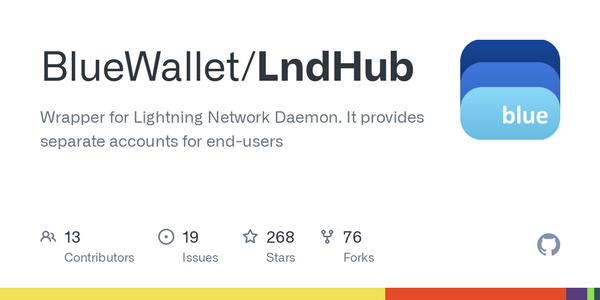 BlueWallet/LndHub
Wrapper for Lightning Network Daemon. It provides
separate accounts for end-users
blue
13
Contributors
19
Issues
268
Stars
76
Forks